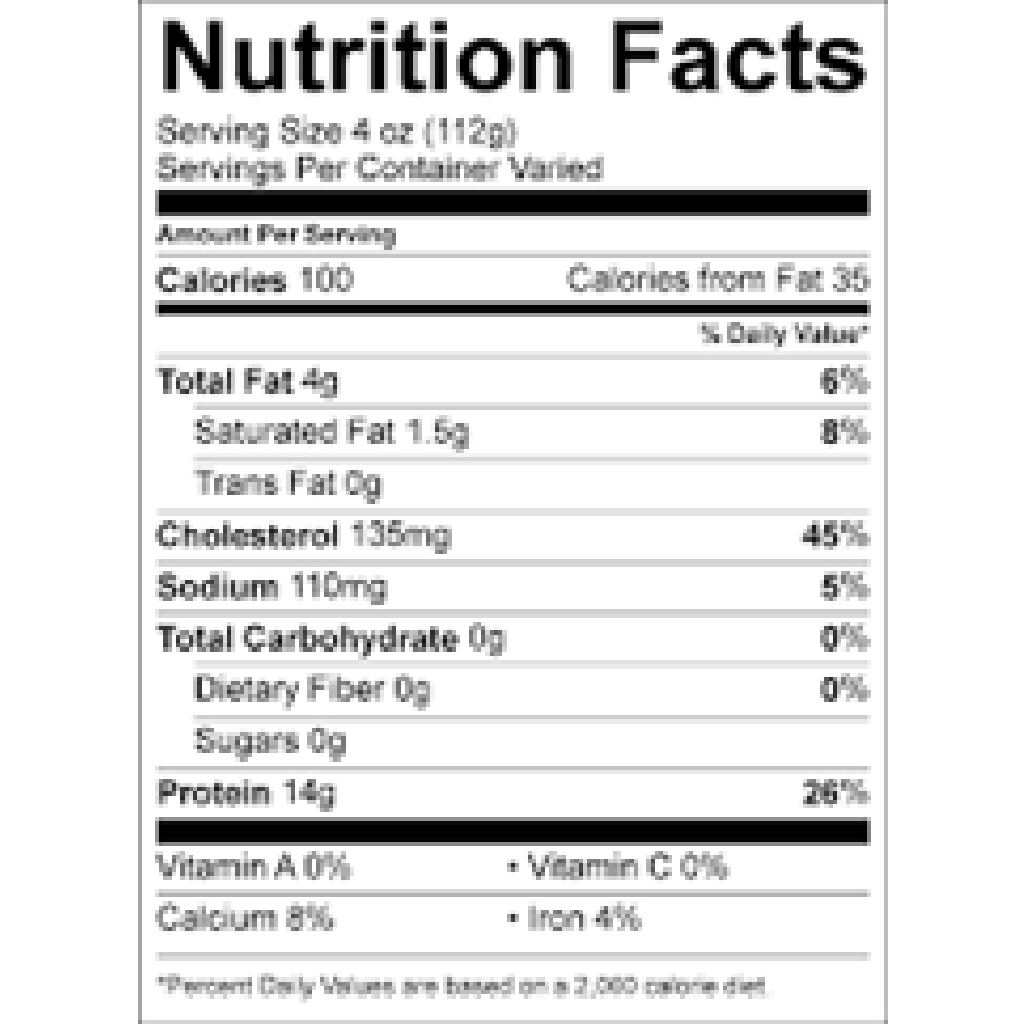 Nutrition Facts
Serving Size 4 oz (112g)
Servings Per Container Varied
Amount Per Serving
Calories 100 Calories from Fat 35
% Daily Value*
Total Fat 4g 6%
Saturated Fat 1.5g 8%
Trans Fat 0g
Cholesterol 135mg 45%
Sodium 110mg 5%
Total Carbohydrate 0g 0%
Dietary Fiber 0g 0%
Sugars 0g
Protein 14g 26%
Vitamin A 0% • Vitamin C 0%
Calcium 8% • Iron 4%
*Percent Daily Values are based on a 2,000 calorie diet.